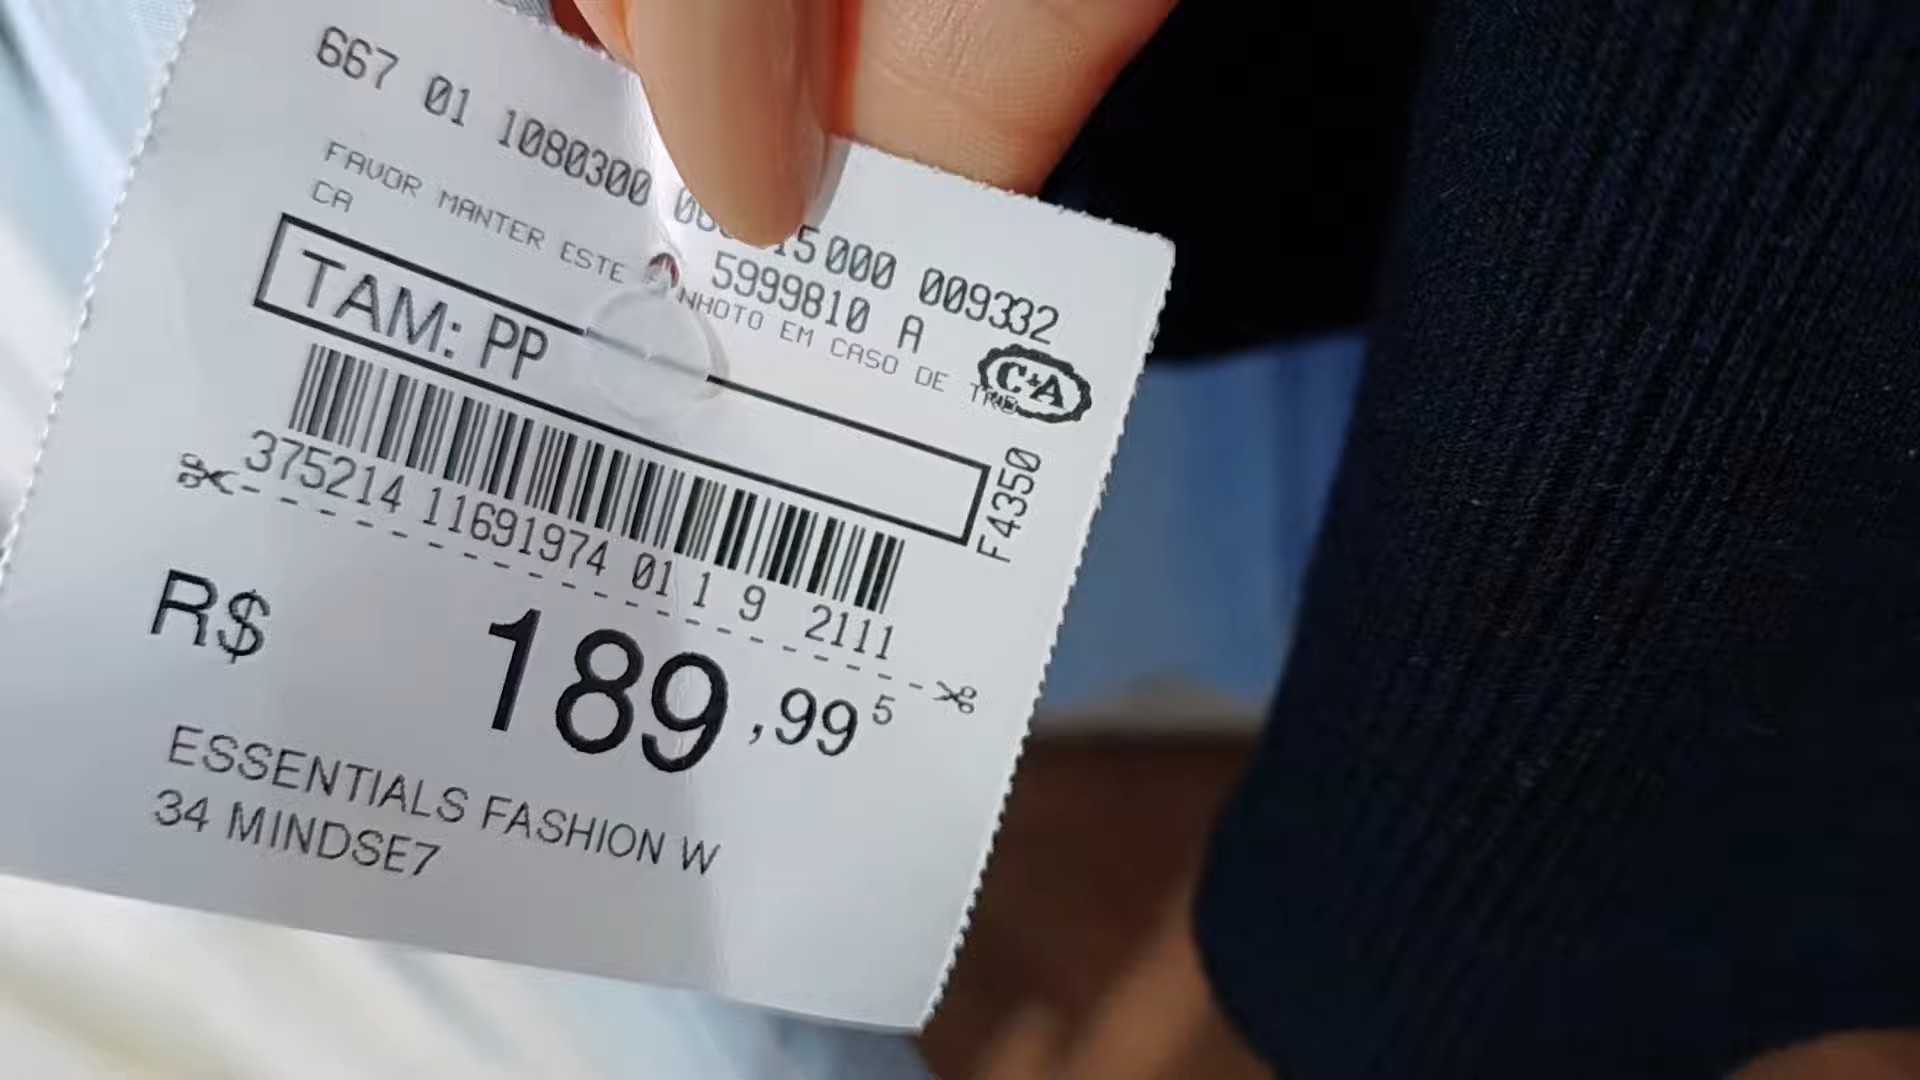 667 01 1080300 15000 009332
5999810 A
FAVOR MANTER ESTE NHOTO EM CASO DE TRO
CA
C&A
TAM: PP
F4350
375214 11691974 01 1 9 2111
R$ 189,99 5
ESSENTIALS FASHION W
34 MINDSE7